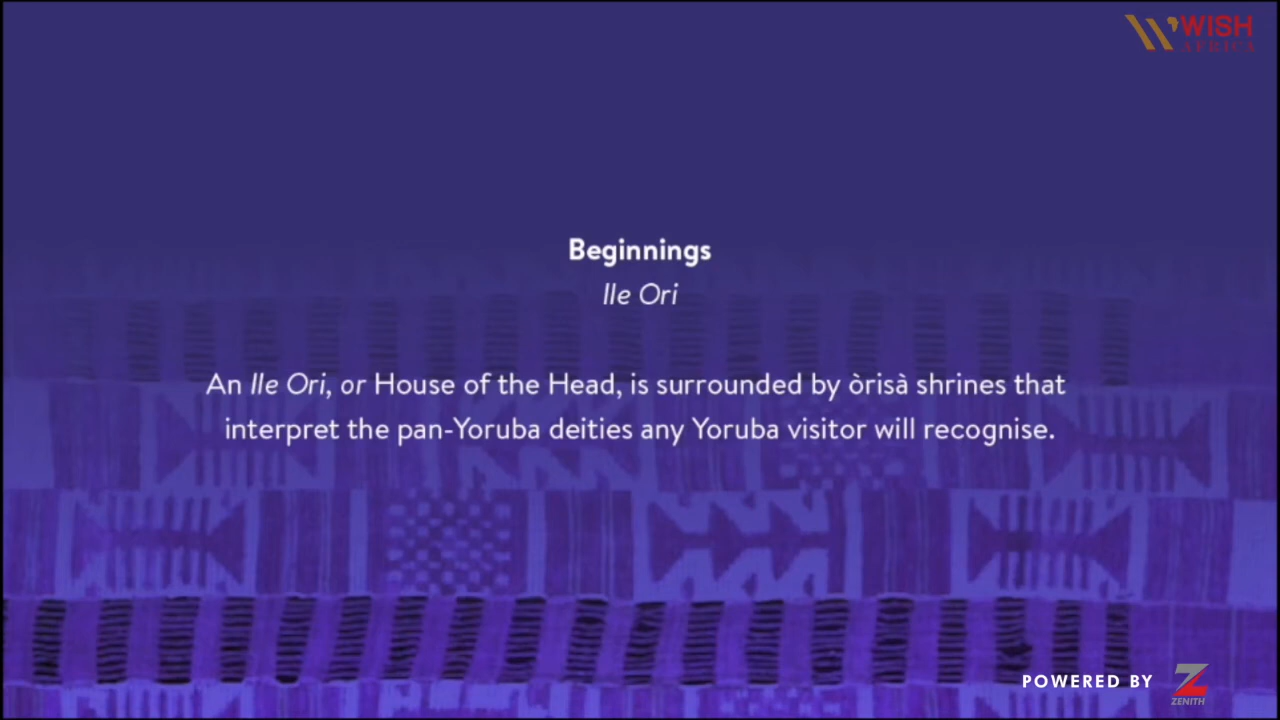 WISH
AFRICA
Beginnings
Ile Ori
An Ile Ori, or House of the Head, is surrounded by òrisà shrines that
interpret the pan-Yoruba deities any Yoruba visitor will recognise.
POWERED BY
ZENITH